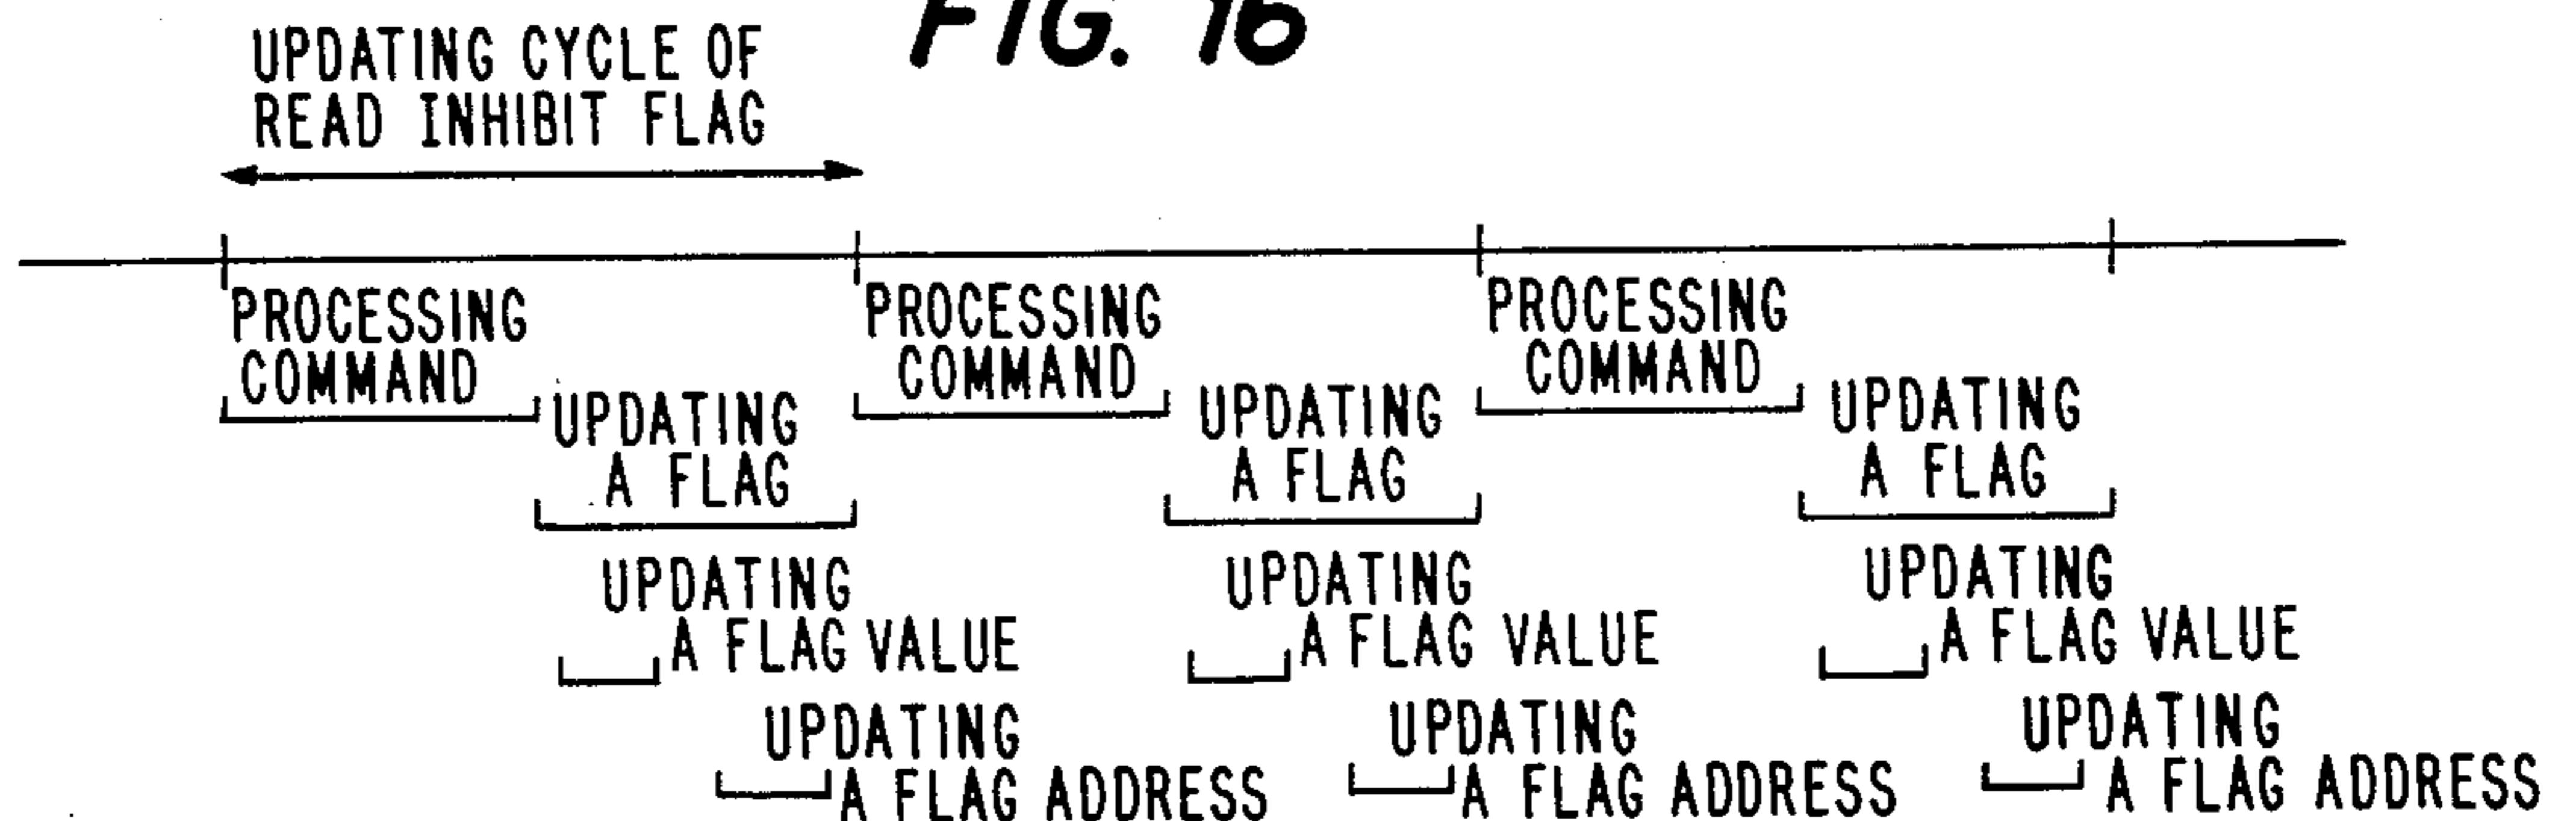 FIG. 16
UPDATING CYCLE OF
READ INHIBIT FLAG
PROCESSING
COMMAND
UPDATING
A FLAG
UPDATING
A FLAG VALUE
UPDATING
A FLAG ADDRESS
PROCESSING
COMMAND
UPDATING
A FLAG
UPDATING
A FLAG VALUE
UPDATING
A FLAG ADDRESS
PROCESSING
COMMAND
UPDATING
A FLAG
UPDATING
A FLAG VALUE
UPDATING
A FLAG ADDRESS